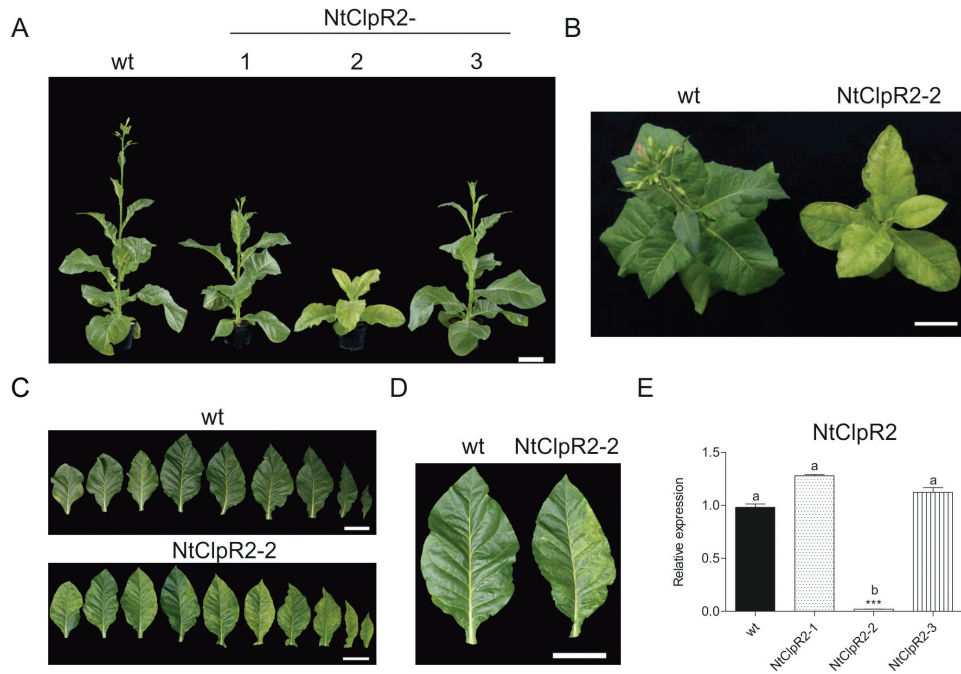 A
NtClpR2-
wt
1
2
3
B
wt
NtClpR2-2
C
wt
NtClpR2-2
D
wt
NtClpR2-2
E
NtClpR2
Relative expression
1.5
1.0
0.5
0.0
a
a
b
***
a
wt
NtClpR2-1
NtClpR2-2
NtClpR2-3